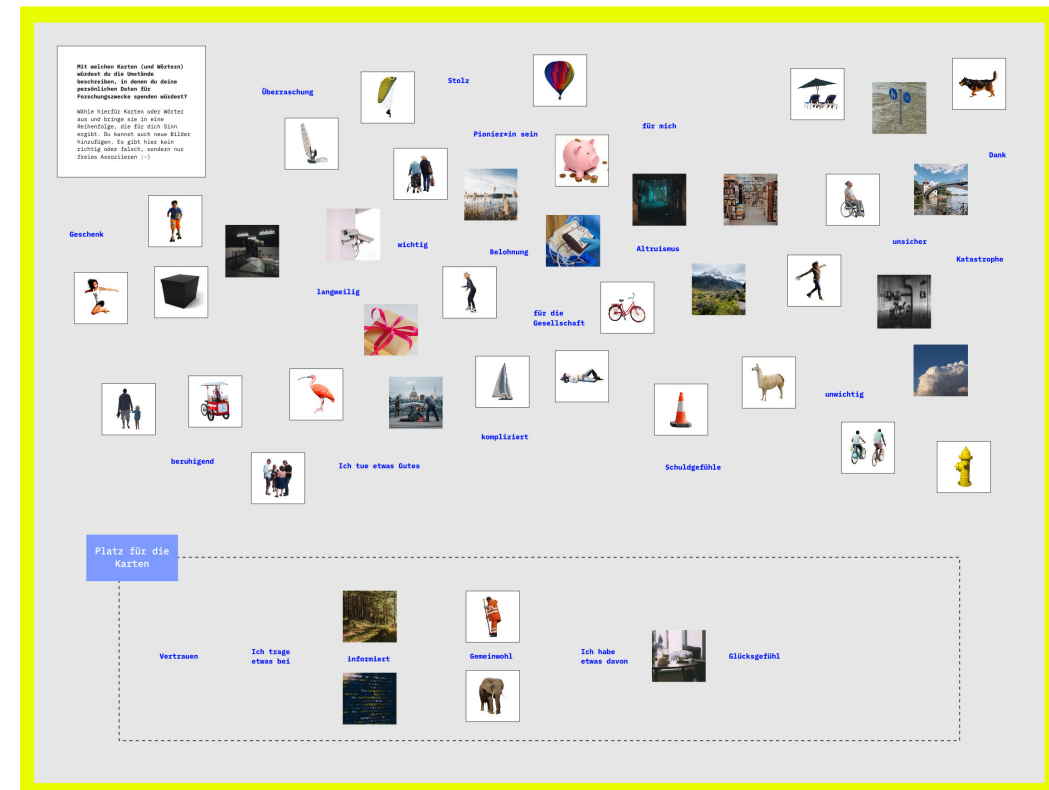 Mit welchen Karten (und Wörtern)
würdest du die Umstände
beschreiben, in denen du deine
persönlichen Daten für
Forschungszwecke spenden würdest?
Wähle hierfür Karten oder Wörter
aus und bringe sie in eine
Reihenfolge, die für dich Sinn
ergibt. Du kannst auch neue Bilder
hinzufügen. Es gibt hier kein
richtig oder falsch, sondern nur
freies Assoziieren :-)
Überraschung
Stolz
Pionier*in sein
für mich
Dank
Geschenk
wichtig
Belohnung
Altruismus
unsicher
Katastrophe
langweilig
für die
Gesellschaft
unwichtig
kompliziert
beruhigend
Ich tue etwas Gutes
Schuldgefühle
Platz für die
Karten
Vertrauen
Ich trage
etwas bei
informiert
Gemeinwohl
Ich habe
etwas davon
Glücksgefühl